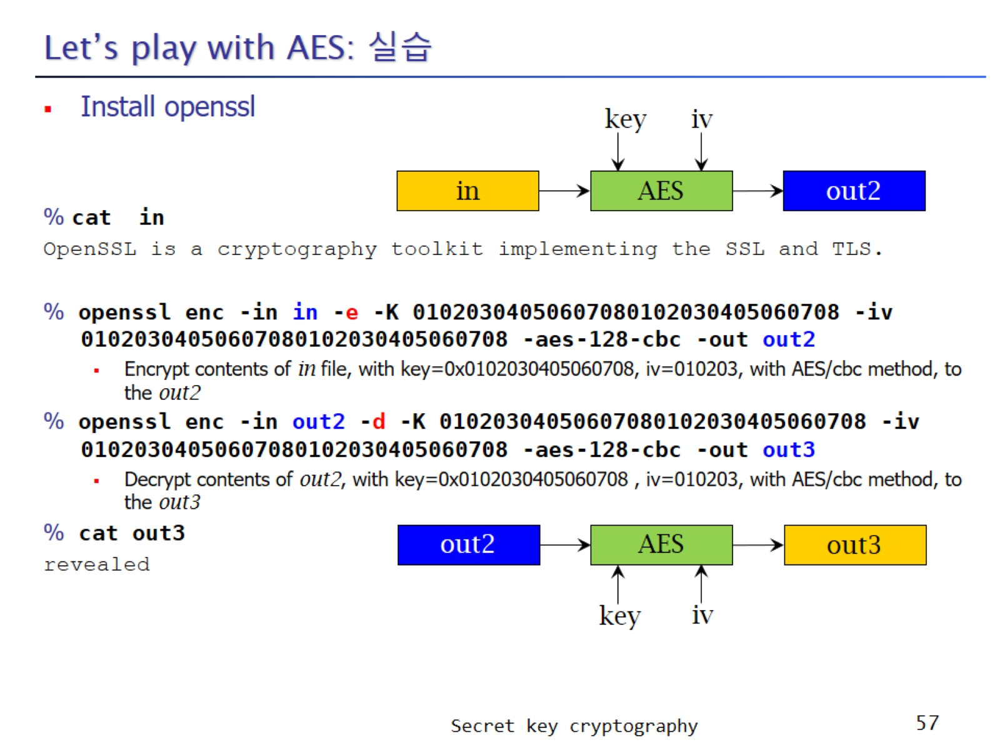 Let's play with AES: 실습
Install openssl
key iv
in AES out2
% cat in
OpenSSL is a cryptography toolkit implementing the SSL and TLS.
% openssl enc -in in -e -K 01020304050607080102030405060708 -iv
01020304050607080102030405060708 -aes-128-cbc -out out2
Encrypt contents of in file, with key=0x0102030405060708, iv=010203, with AES/cbc method, to
the out2
% openssl enc -in out2 -d -K 01020304050607080102030405060708 -iv
01020304050607080102030405060708 -aes-128-cbc -out out3
Decrypt contents of out2, with key=0x0102030405060708 , iv=010203, with AES/cbc method, to
the out3
% cat out3
revealed
out2 AES out3
key iv
Secret key cryptography
57